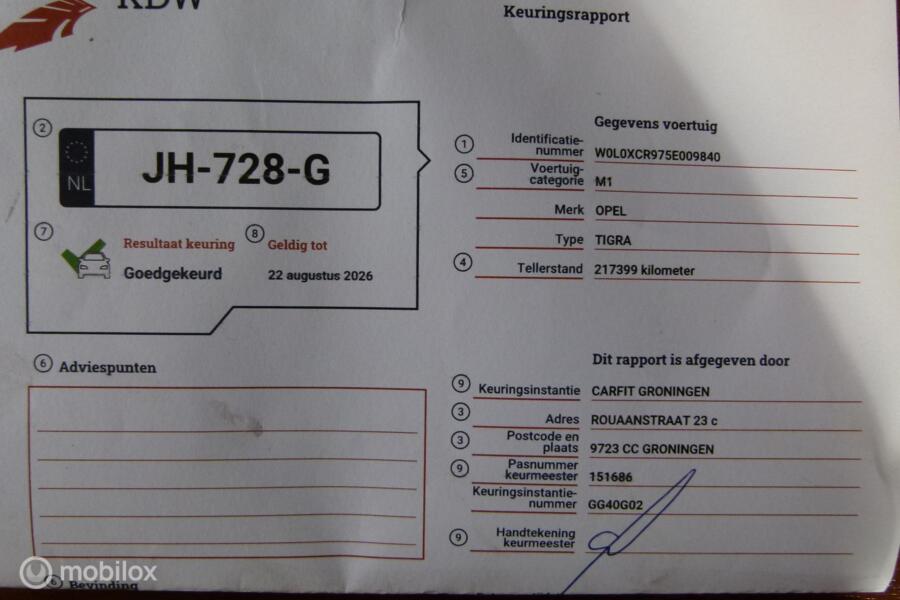 RDW
Keuringsrapport
2
NL
JH-728-G
7
Resultaat keuring
Goedgekeurd
8
Geldig tot
22 augustus 2026
Gegevens voertuig
1 Identificatie-
nummer W0L0XCR975E009840
5 Voertuig-
categorie M1
Merk OPEL
Type TIGRA
4 Tellerstand 217399 kilometer
6 Adviespunten
Dit rapport is afgegeven door
9 Keuringsinstantie CARFIT GRONINGEN
3 Adres ROUAANSTRAAT 23 c
3 Postcode en
plaats 9723 CC GRONINGEN
9 Pasnummer
keurmeester 151686
Keuringsinstantie-
nummer GG40G02
9 Handtekening
keurmeester
6 Bevinding
mobilox